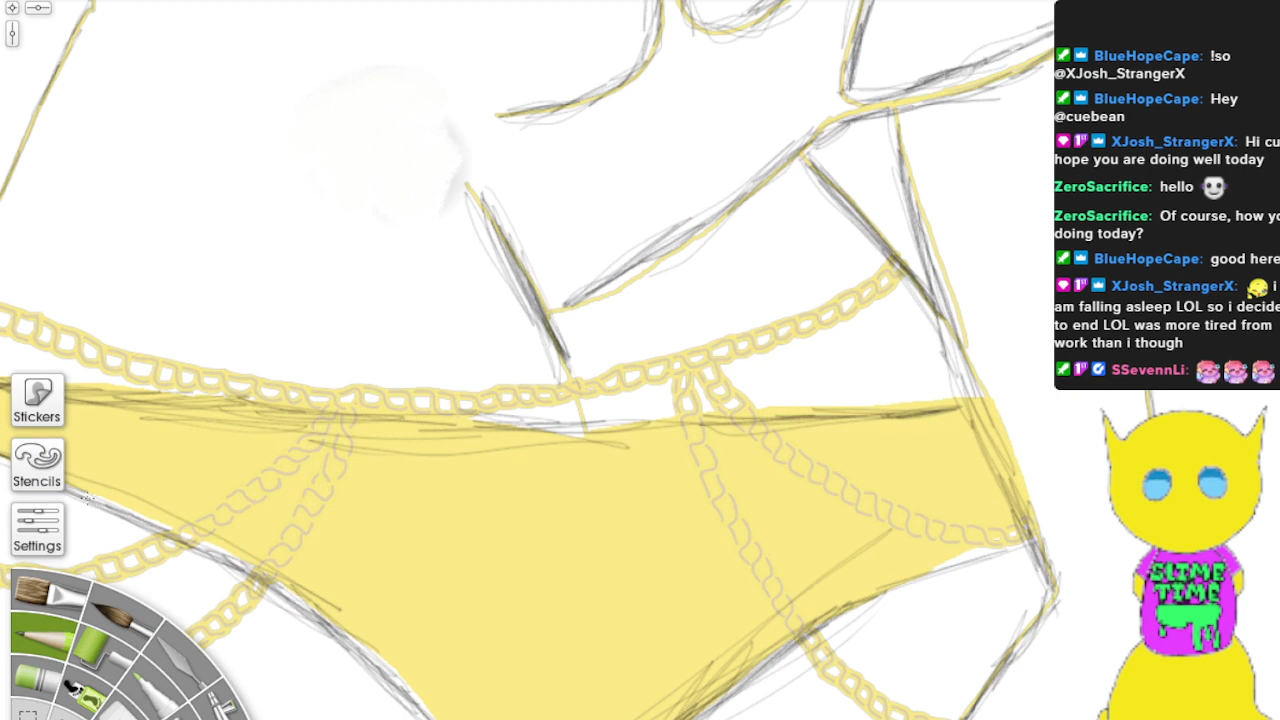 BlueHopeCape: !so
@XJosh_StrangerX
BlueHopeCape: Hey
@cuebean
XJosh_StrangerX: Hi cu
hope you are doing well today
ZeroSacrifice: hello
ZeroSacrifice: Of course, how yo
doing today?
BlueHopeCape: good here
XJosh_StrangerX: i
am falling asleep LOL so i decide
to end LOL was more tired from
work than i though
SSevennLi:
Stickers
Stencils
Settings
SLIME
TIME